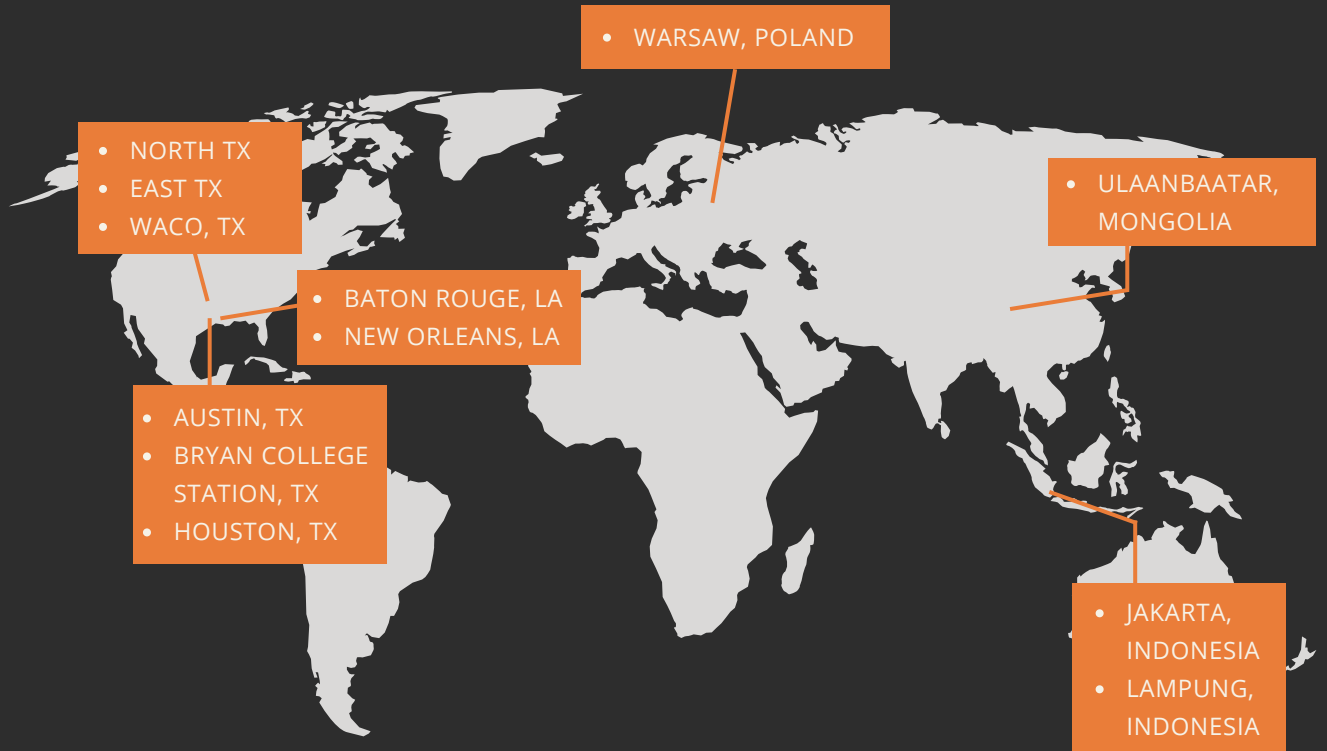 • WARSAW, POLAND
• NORTH TX
• EAST TX
• WACO, TX
• ULAANBAATAR,
MONGOLIA
• BATON ROUGE, LA
• NEW ORLEANS, LA
• AUSTIN, TX
• BRYAN COLLEGE
STATION, TX
• HOUSTON, TX
• JAKARTA,
INDONESIA
• LAMPUNG,
INDONESIA